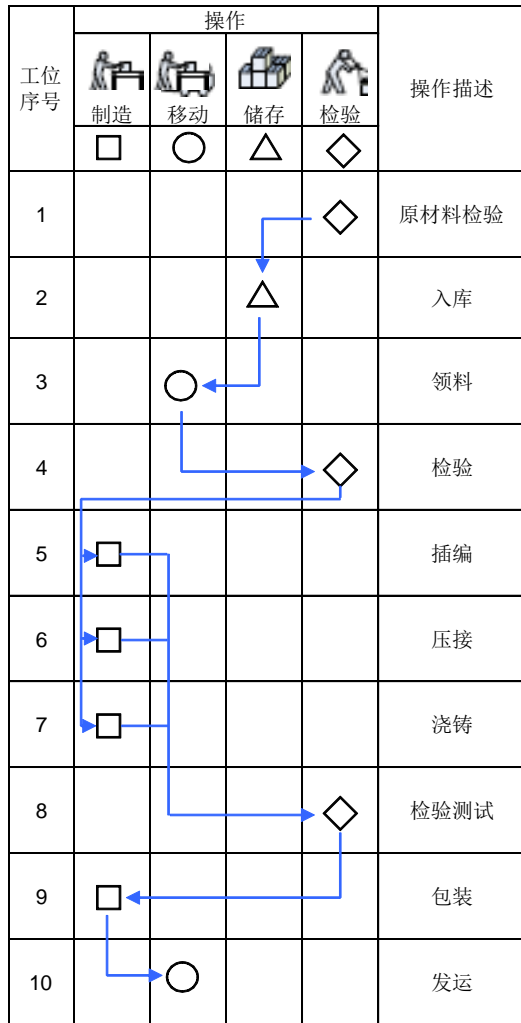 操作
工位
序号
制造
移动
储存
检验
操作描述
1
原材料检验
2
入库
3
领料
4
检验
5
插编
6
压接
7
浇铸
8
检验测试
9
包装
10
发运